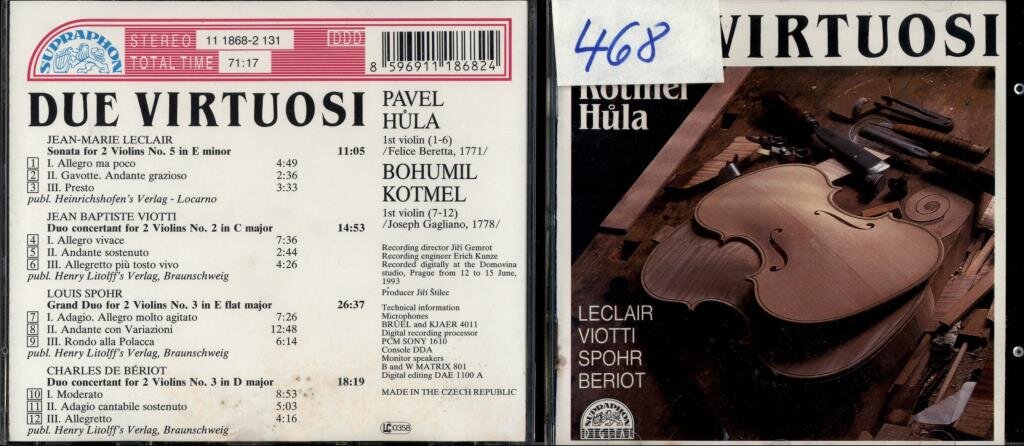 SUPRAPHON
STEREO 11 1868-2 131 DDD
TOTAL TIME 71:17
8 596911 186824
DUE VIRTUOSI
JEAN-MARIE LECLAIR
Sonata for 2 Violins No. 5 in E minor 11:05
1 I. Allegro ma poco 4:49
2 II. Gavotte. Andante grazioso 2:36
3 III. Presto 3:33
publ. Heinrichshofen's Verlag - Locarno
JEAN BAPTISTE VIOTTI
Duo concertant for 2 Violins No. 2 in C major 14:53
4 I. Allegro vivace 7:36
5 II. Andante sostenuto 2:44
6 III. Allegretto più tosto vivo 4:26
publ. Henry Litolff's Verlag, Braunschweig
LOUIS SPOHR
Grand Duo for 2 Violins No. 3 in E flat major 26:37
7 I. Adagio. Allegro molto agitato 7:26
8 II. Andante con Variazioni 12:48
9 III. Rondo alla Polacca 6:14
publ. Henry Litolff's Verlag, Braunschweig
CHARLES DE BÉRIOT
Duo concertant for 2 Violins No. 3 in D major 18:19
10 I. Moderato 8:53
11 II. Adagio cantabile sostenuto 5:03
12 III. Allegretto 4:16
publ. Henry Litolff's Verlag, Braunschweig
PAVEL
HŮLA
1st violin (1-6)
/Felice Beretta, 1771/
BOHUMIL
KOTMEL
1st violin (7-12)
/Joseph Gagliano, 1778/
Recording director Jiří Gemrot
Recording engineer Erich Kunze
Recorded digitally at the Domovina
studio, Prague from 12 to 15 June,
1993
Producer Jiří Štilec
Technical information
Microphones
BRÜEL and KJAER 4011
Digital recording processor
PCM SONY 1610
Console DDA
Monitor speakers
B and W MATRIX 801
Digital editing DAE 1100 A
MADE IN THE CZECH REPUBLIC
LC 0358
468
VIRTUOSI
Kotmel
Hůla
LECLAIR
VIOTTI
SPOHR
BERIOT
SUPRAPHON
DIGITAL